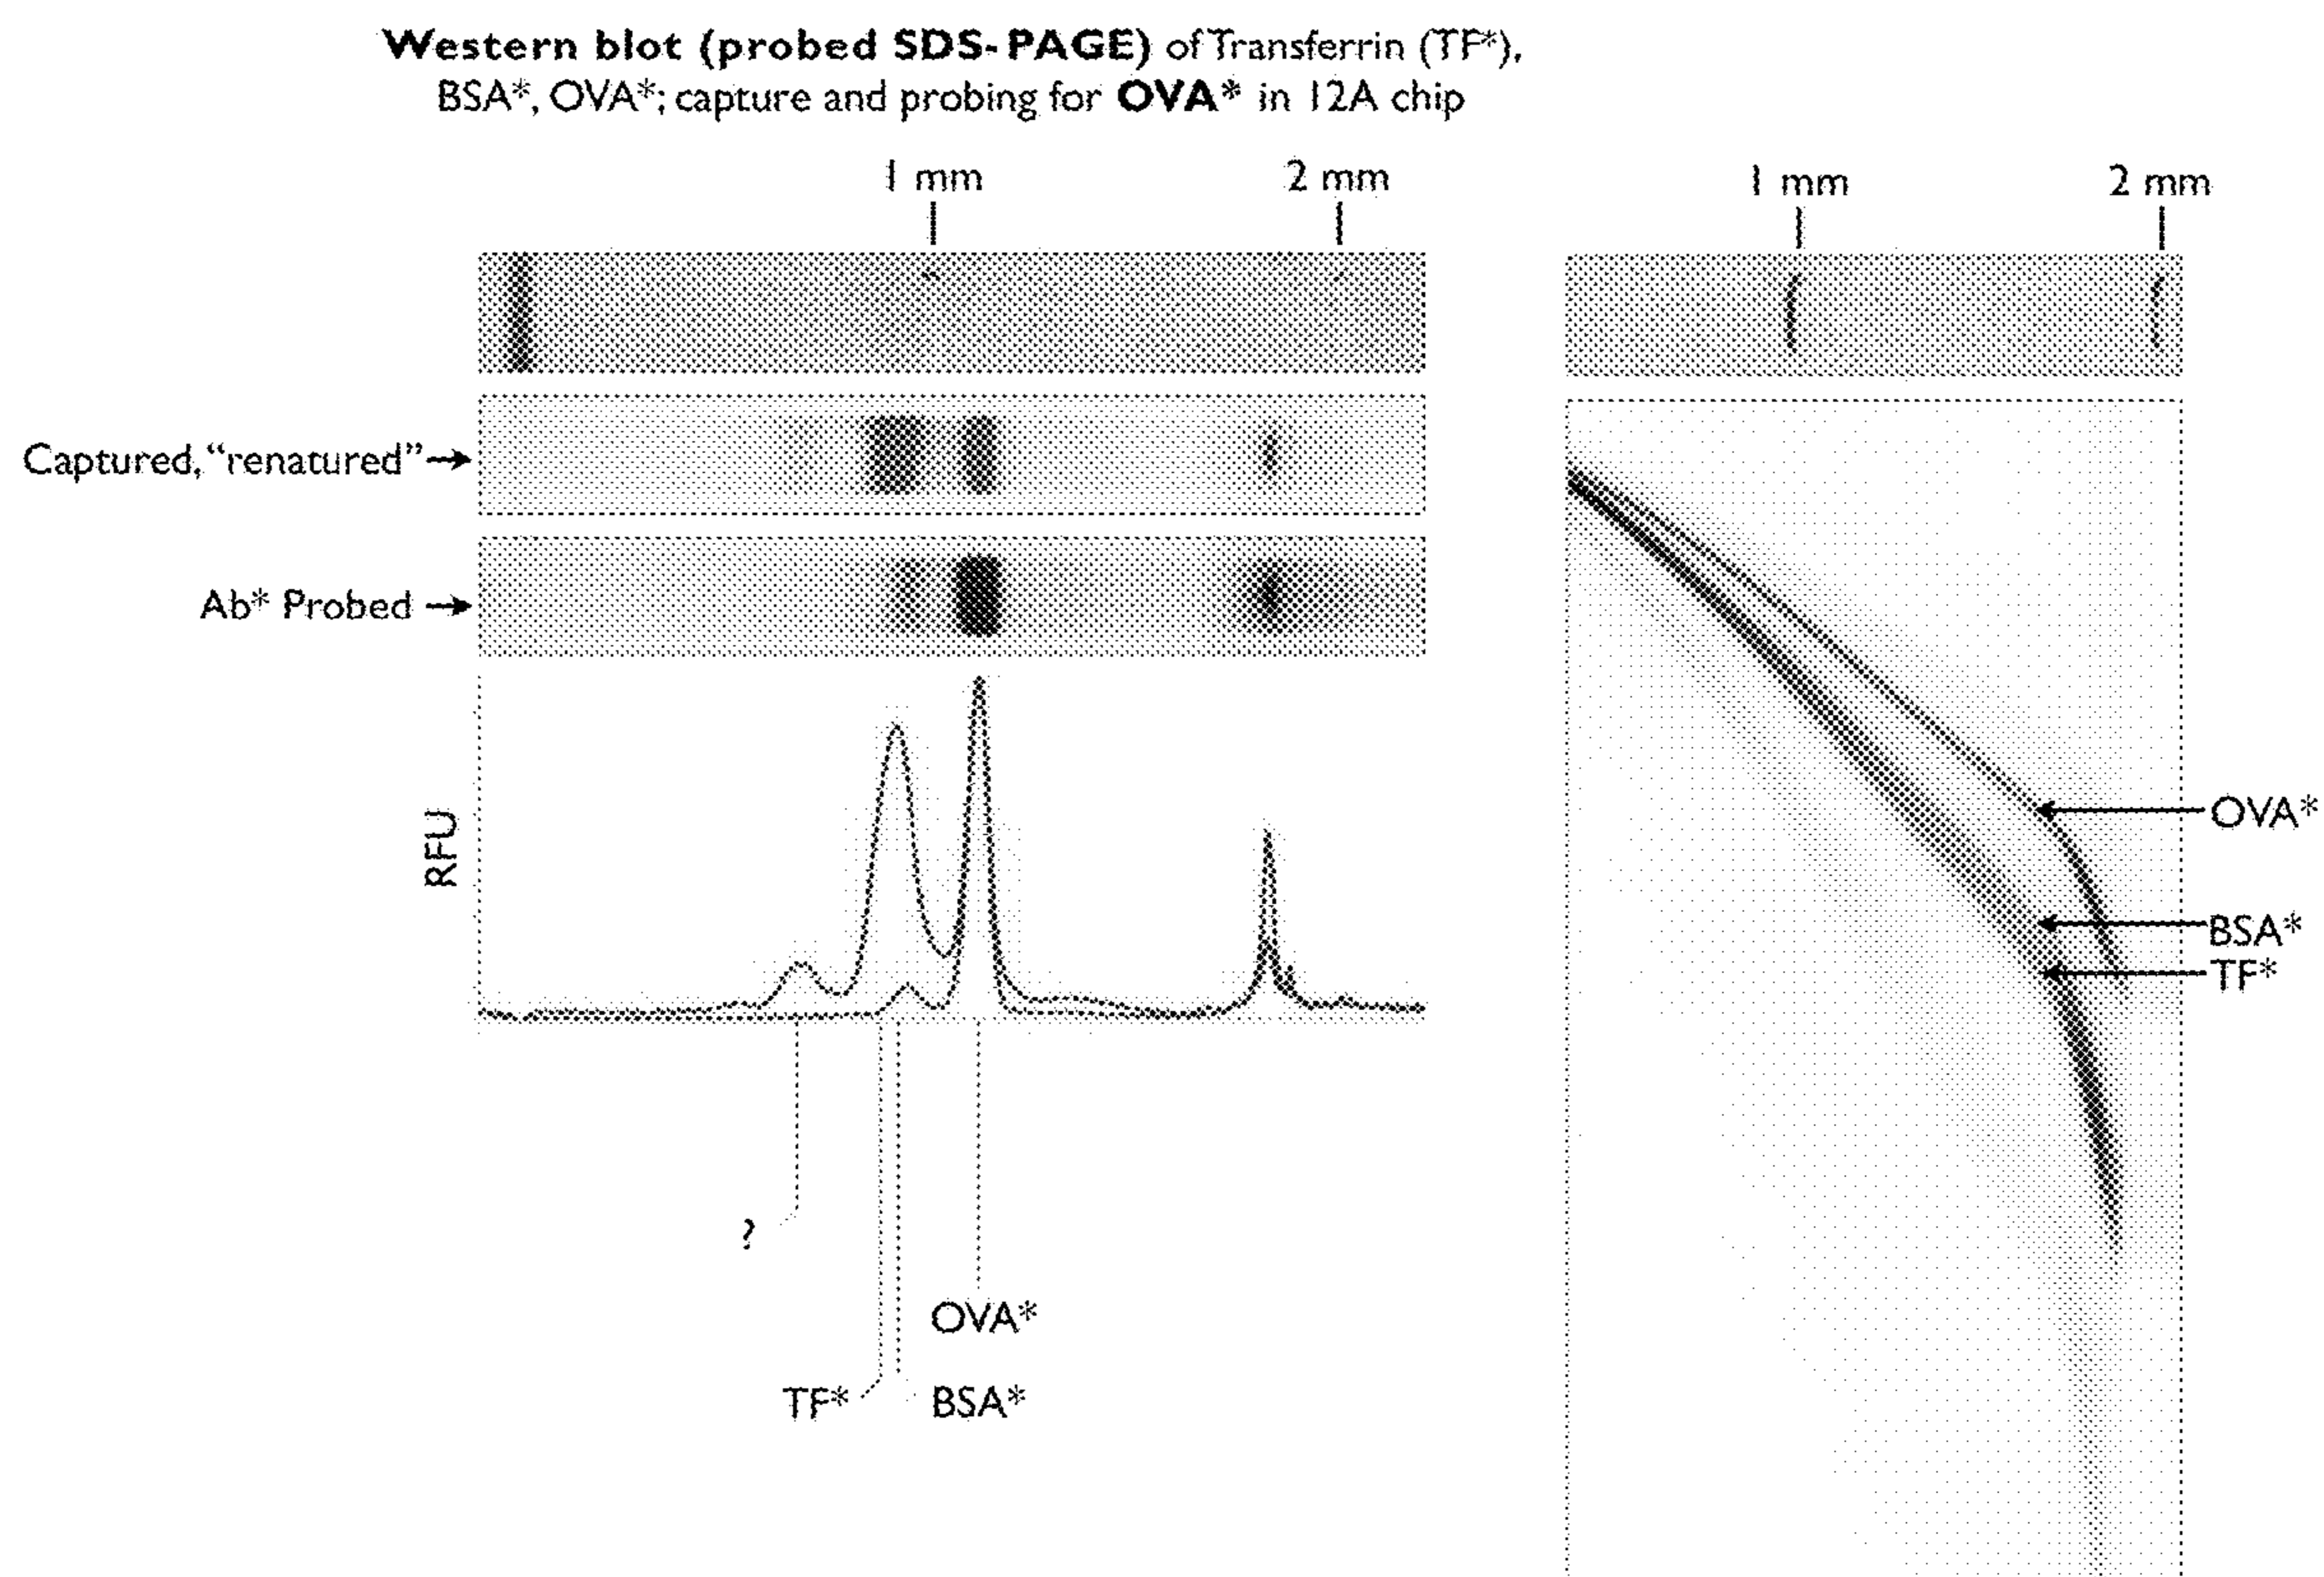 Western blot (probed SDS-PAGE) of Transferrin (TF*),
BSA*, OVA*; capture and probing for OVA* in 12A chip
1 mm
2 mm
1 mm
2 mm
Captured, "renatured"
Ab* Probed
RFU
?
OVA*
TF*
BSA*
OVA*
BSA*
TF*